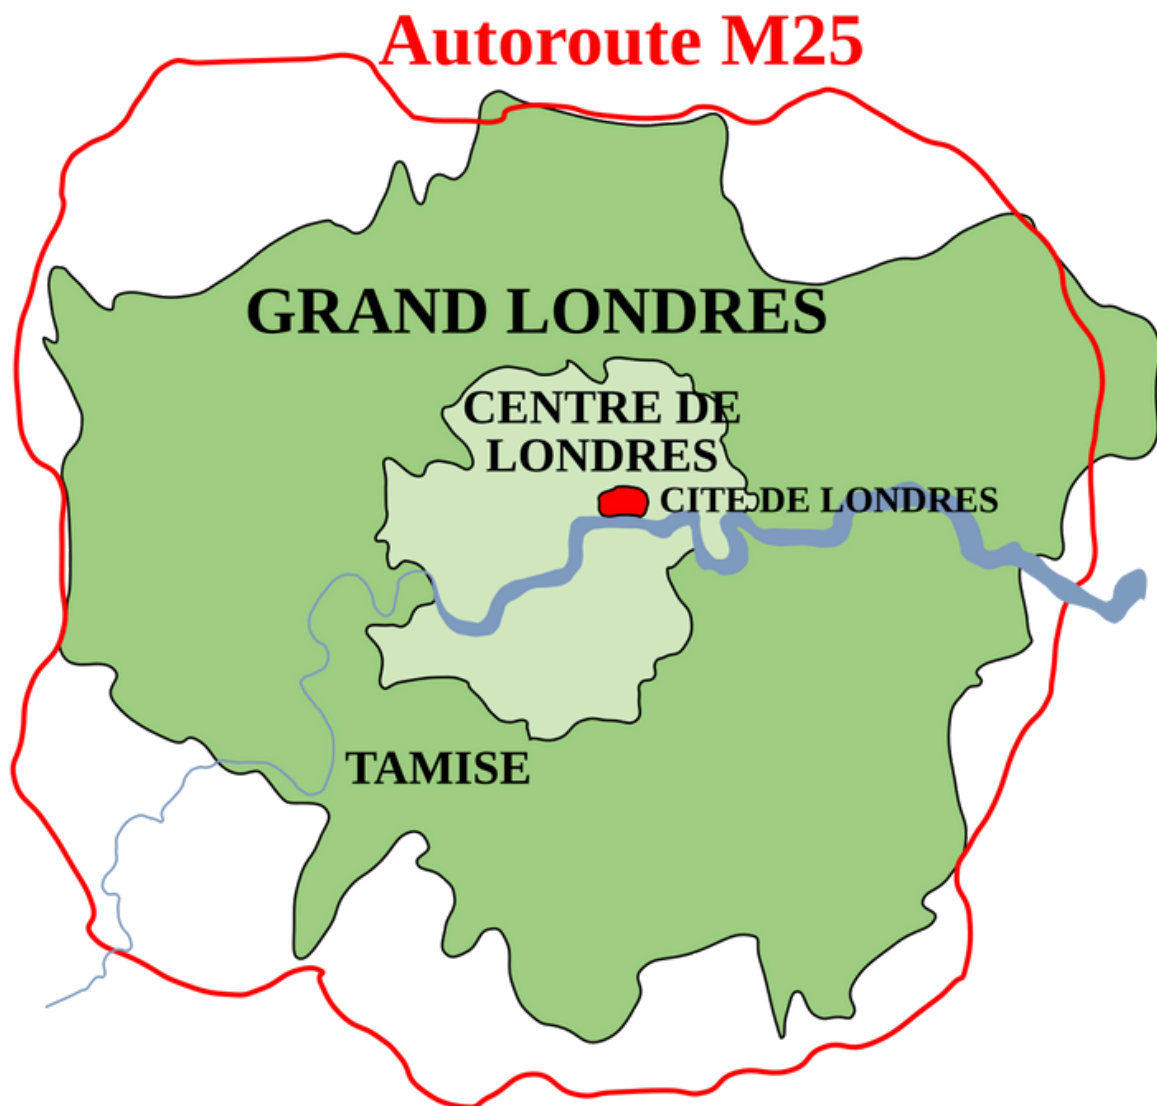 Autoroute M25
GRAND LONDRES
CENTRE DE
LONDRES
CITE DE LONDRES
TAMISE